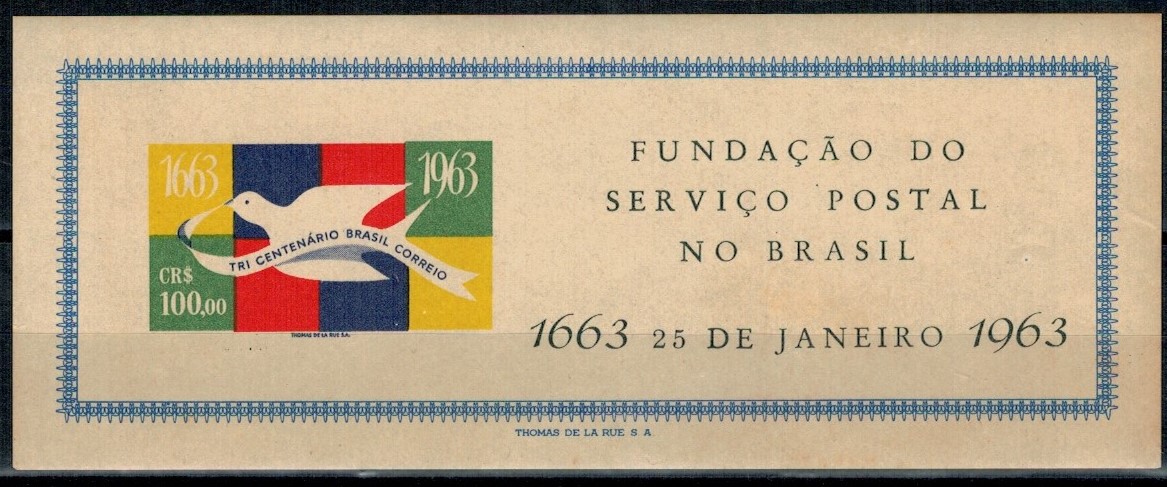 1663 1963
TRI CENTENÁRIO BRASIL CORREIO
CR$
100,00
THOMAS DE LA RUE S.A.
FUNDAÇÃO DO
SERVIÇO POSTAL
NO BRASIL
1663 25 DE JANEIRO 1963
THOMAS DE LA RUE S. A.